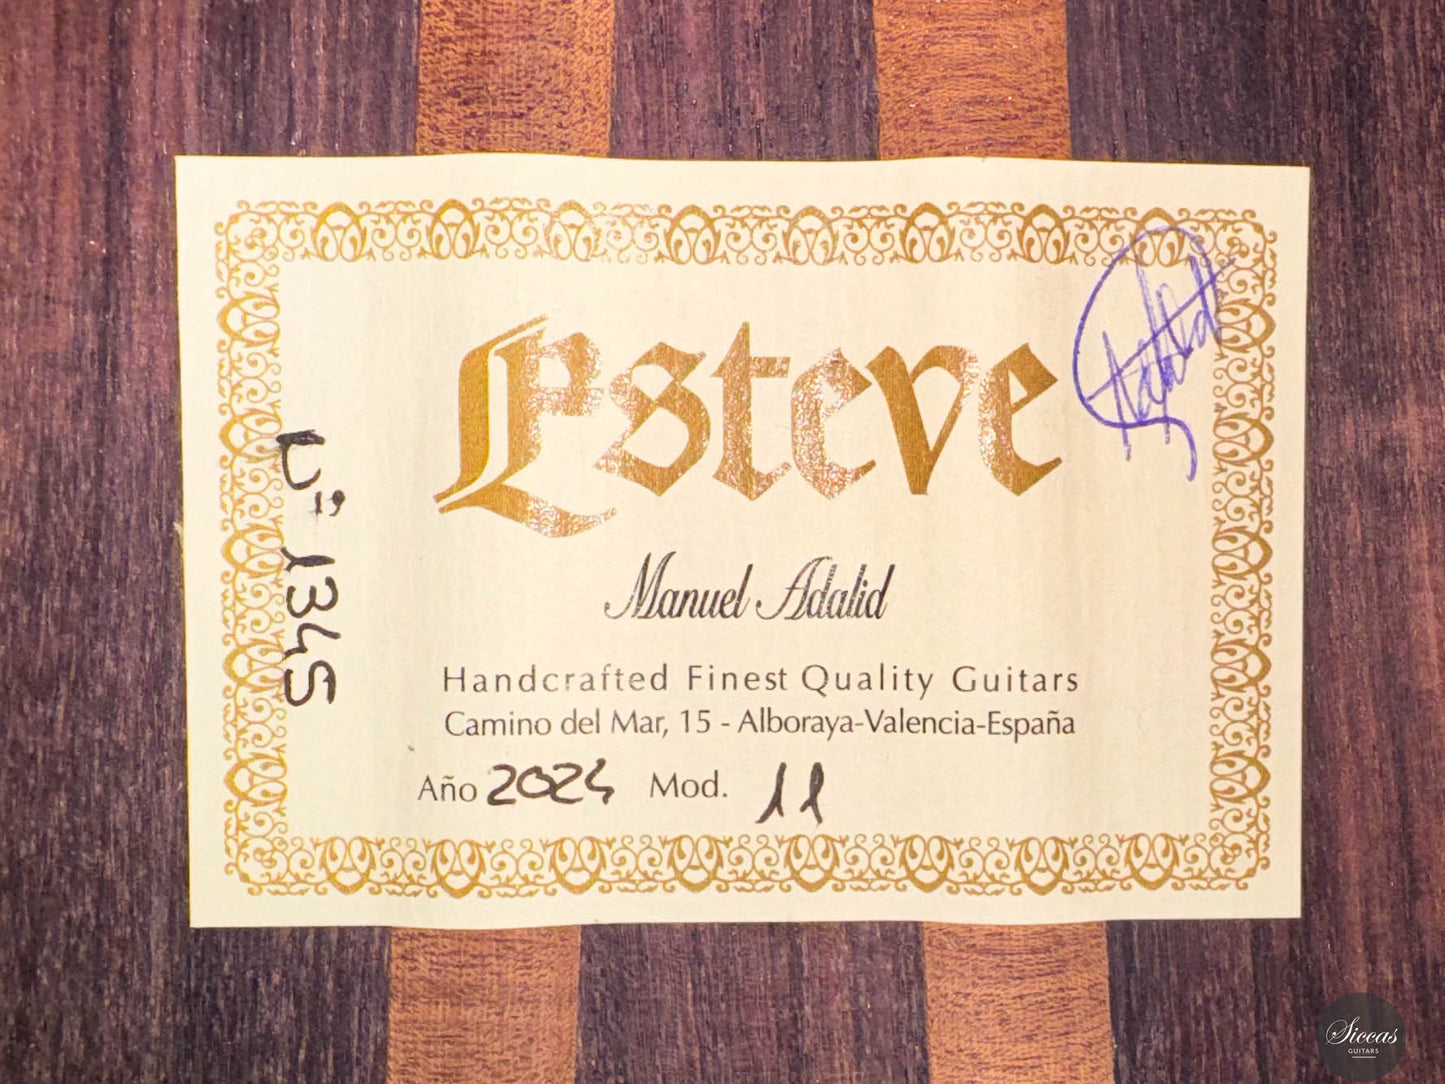 Esteve
Manuel Adalid
Handcrafted Finest Quality Guitars
Camino del Mar, 15 - Alboraya-Valencia-España
Año 2024 Mod. 11
1345
Siccas
GUITARS